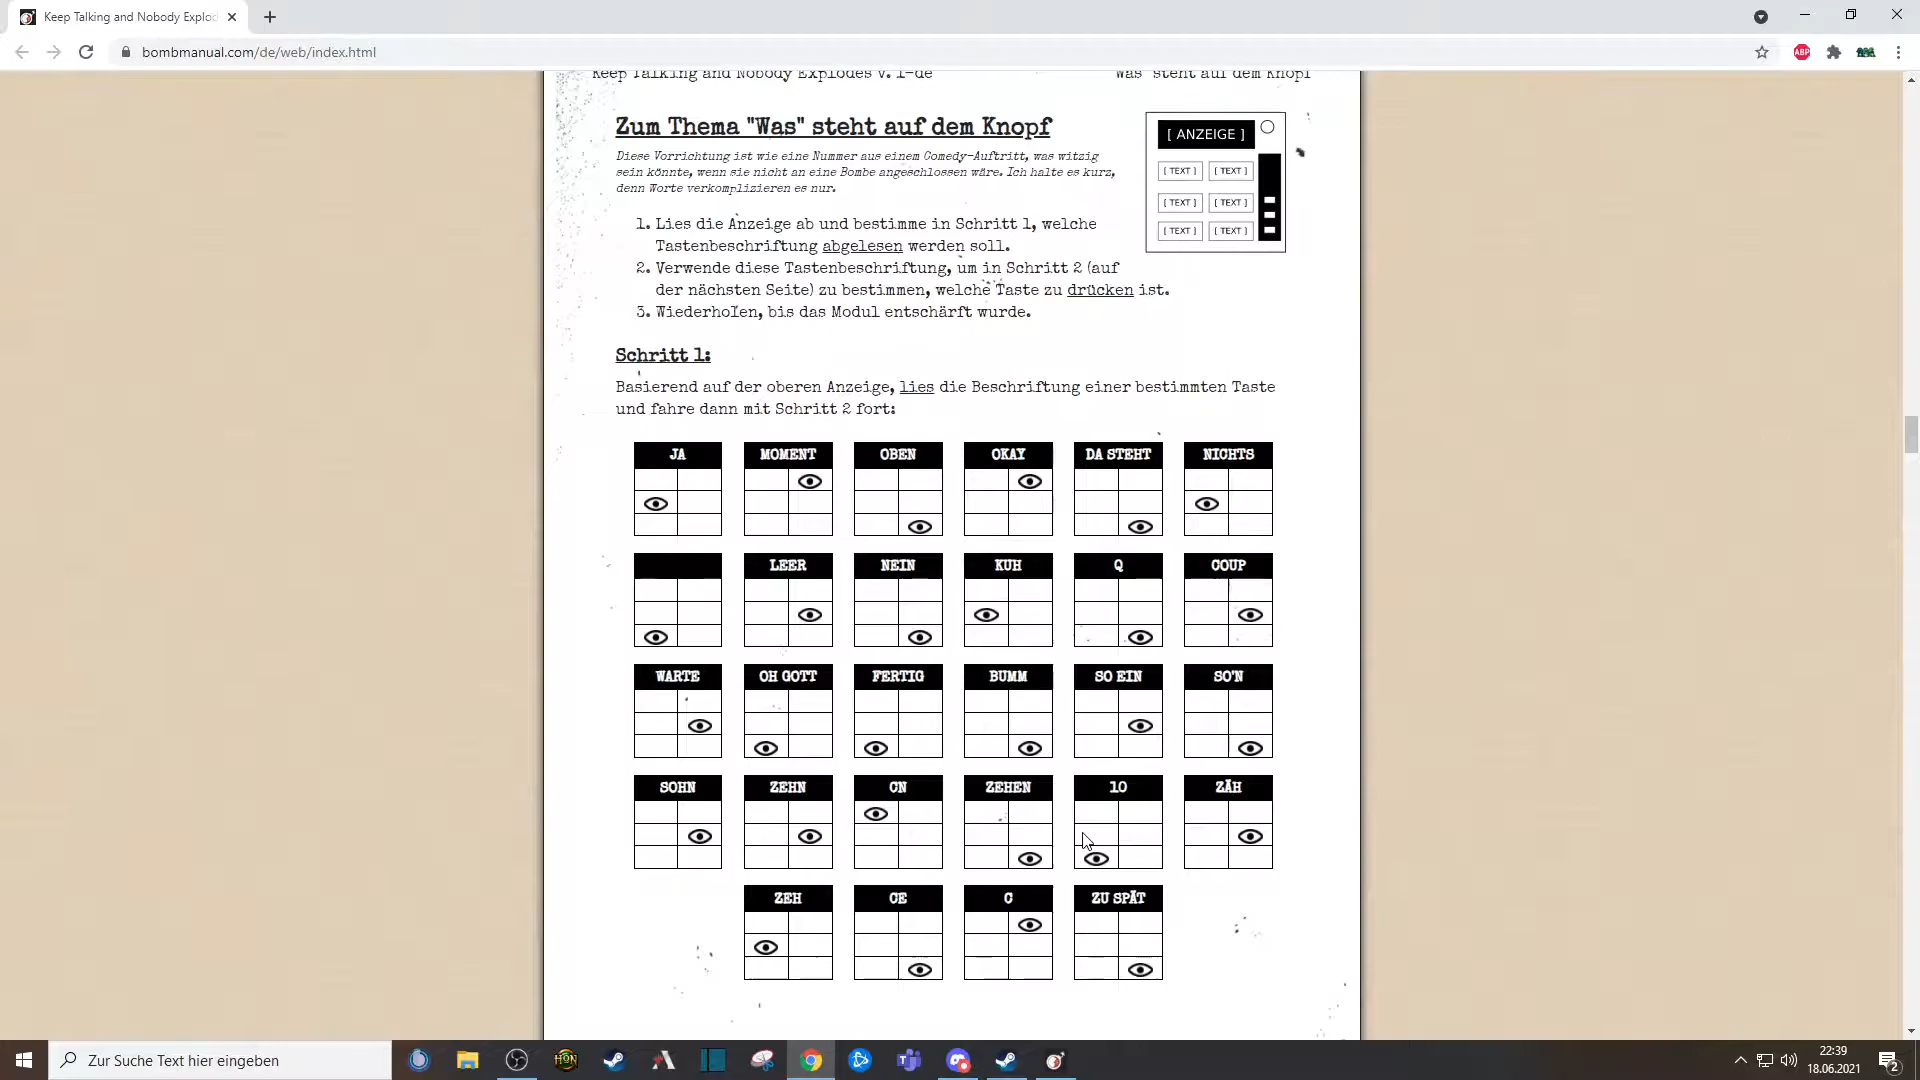 Keep Talking and Nobody Explod
bombmanual.com/de/web/index.html
ABP
Keep Talking and Nobody Explodes v. 1-de
"Was" steht auf dem Knopf
Zum Thema "Was" steht auf dem Knopf
Diese Vorrichtung ist wie eine Nummer aus einem Comedy-Auftritt, was witzig
sein könnte, wenn sie nicht an eine Bombe angeschlossen wäre. Ich halte es kurz,
denn Worte verkomplizieren es nur.
[ ANZEIGE ]
[ TEXT ] [ TEXT ]
[ TEXT ] [ TEXT ]
[ TEXT ] [ TEXT ]
1. Lies die Anzeige ab und bestimme in Schritt 1, welche
Tastenbeschriftung abgelesen werden soll.
2. Verwende diese Tastenbeschriftung, um in Schritt 2 (auf
der nächsten Seite) zu bestimmen, welche Taste zu drücken ist.
3. Wiederholen, bis das Modul entschärft wurde.
Schritt 1:
Basierend auf der oberen Anzeige, lies die Beschriftung einer bestimmten Taste
und fahre dann mit Schritt 2 fort:
JA MOMENT OBEN OKAY DA STEHT NICHTS
LEER NEIN KUH Q COUP
WARTE OH GOTT FERTIG BUMM SO EIN SO'N
SOHN ZEHN CN ZEHEN 10 ZÄH
ZEH CE C ZU SPÄT
Zur Suche Text hier eingeben
HON
22:39
18.06.2021
2